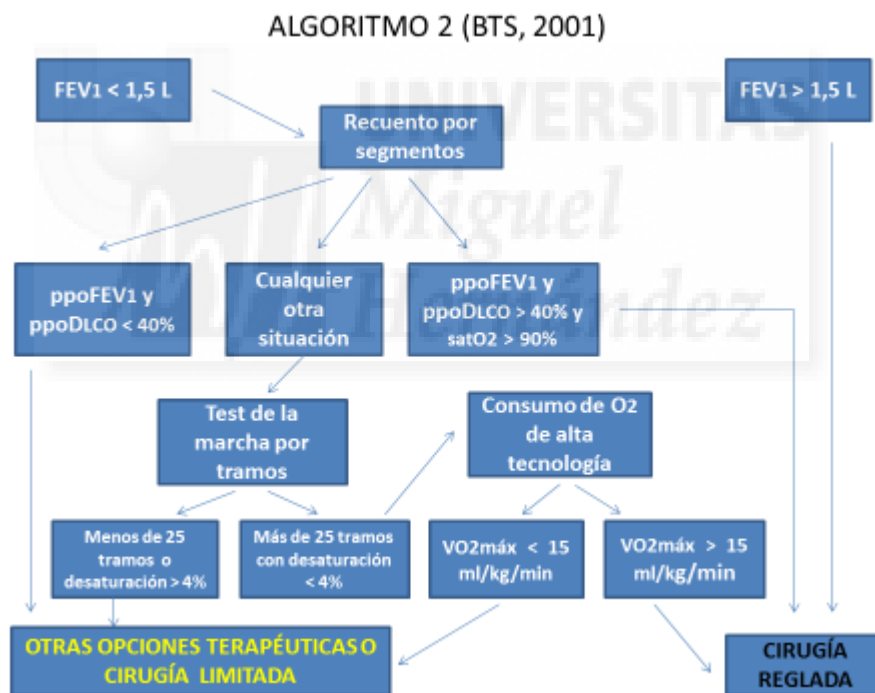 ALGORITMO 2 (BTS, 2001)
UNIVERSITAS
Miguel
Hernández
FEV1 < 1,5 L
FEV1 > 1,5 L
Recuento por
segmentos
ppoFEV1 y
ppoDLCO < 40%
Cualquier
otra
situación
ppoFEV1 y
ppoDLCO > 40% y
satO2 > 90%
Test de la
marcha por
tramos
Consumo de O2
de alta
tecnología
Menos de 25
tramos o
desaturación > 4%
Más de 25 tramos
con desaturación
< 4%
VO2máx < 15
ml/kg/min
VO2máx > 15
ml/kg/min
OTRAS OPCIONES TERAPÉUTICAS O
CIRUGÍA LIMITADA
CIRUGÍA
REGLADA